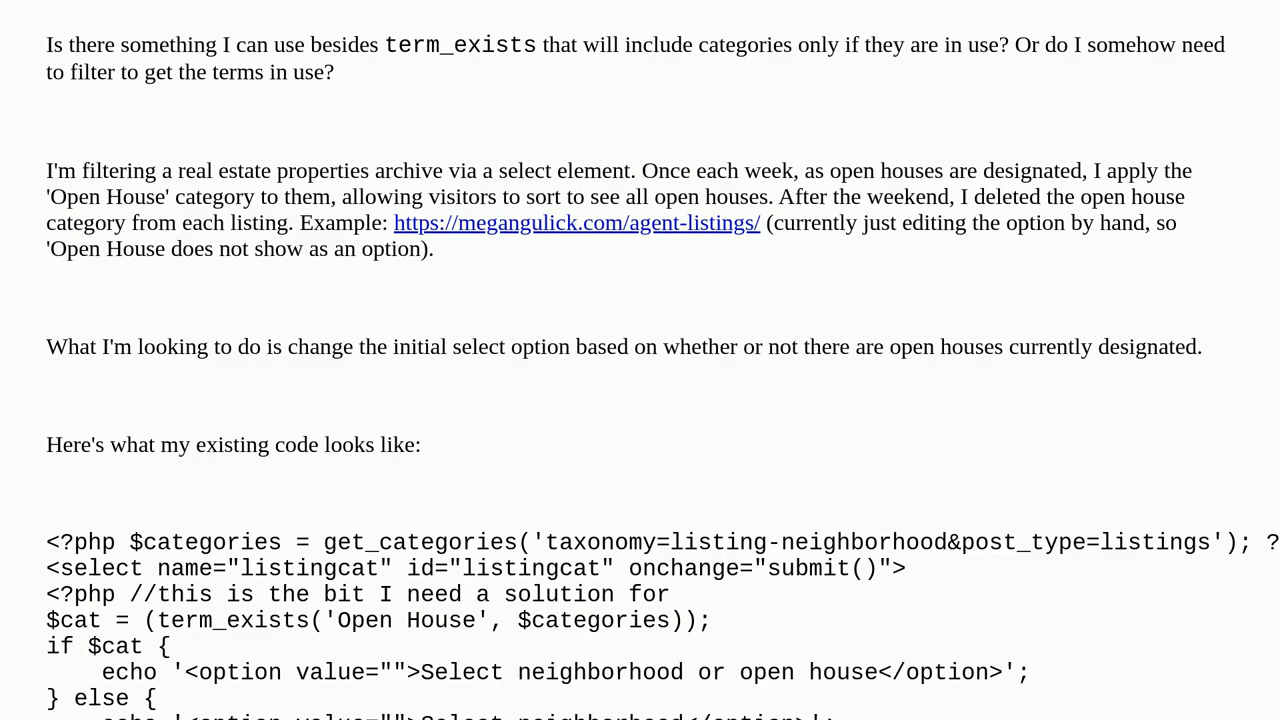 Is there something I can use besides term_exists that will include categories only if they are in use? Or do I somehow need
to filter to get the terms in use?
I'm filtering a real estate properties archive via a select element. Once each week, as open houses are designated, I apply the
'Open House' category to them, allowing visitors to sort to see all open houses. After the weekend, I deleted the open house
category from each listing. Example: https://megangulick.com/agent-listings/ (currently just editing the option by hand, so
'Open House does not show as an option).
What I'm looking to do is change the initial select option based on whether or not there are open houses currently designated.
Here's what my existing code looks like:
<?php $categories = get_categories('taxonomy=listing-neighborhood&post_type=listings'); ?
<select name="listingcat" id="listingcat" onchange="submit()">
<?php //this is the bit I need a solution for
$cat = (term_exists('Open House', $categories));
if $cat {
    echo '<option value="">Select neighborhood or open house</option>';
} else {
    echo '<option value="">Select neighborhood</option>';